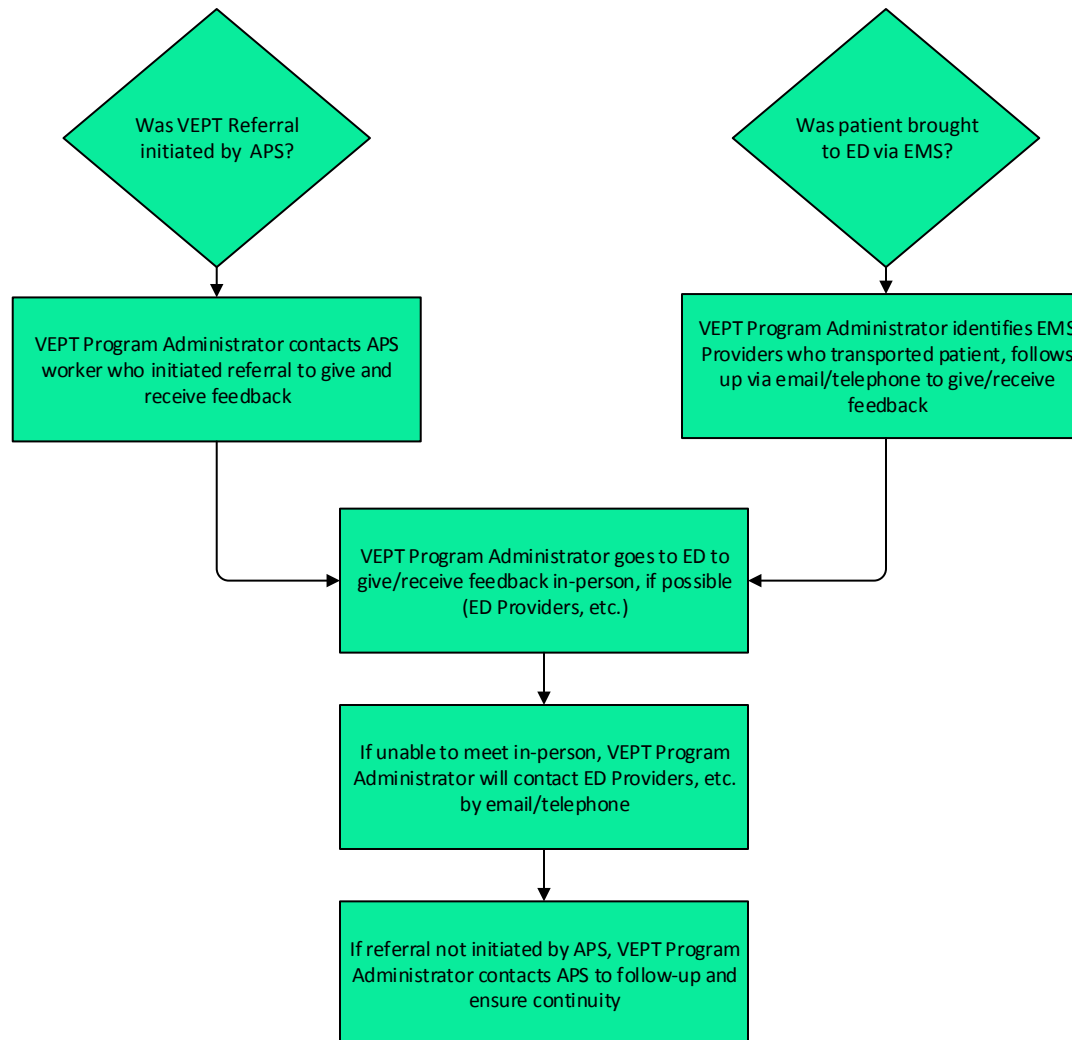 Was VEPT Referral
initiated by APS?
Was patient brought
to ED via EMS?
VEPT Program Administrator contacts APS
worker who initiated referral to give and
receive feedback
VEPT Program Administrator identifies EMS
Providers who transported patient, follows
up via email/telephone to give/receive
feedback
VEPT Program Administrator goes to ED to
give/receive feedback in-person, if possible
(ED Providers, etc.)
If unable to meet in-person, VEPT Program
Administrator will contact ED Providers, etc.
by email/telephone
If referral not initiated by APS, VEPT Program
Administrator contacts APS to follow-up and
ensure continuity